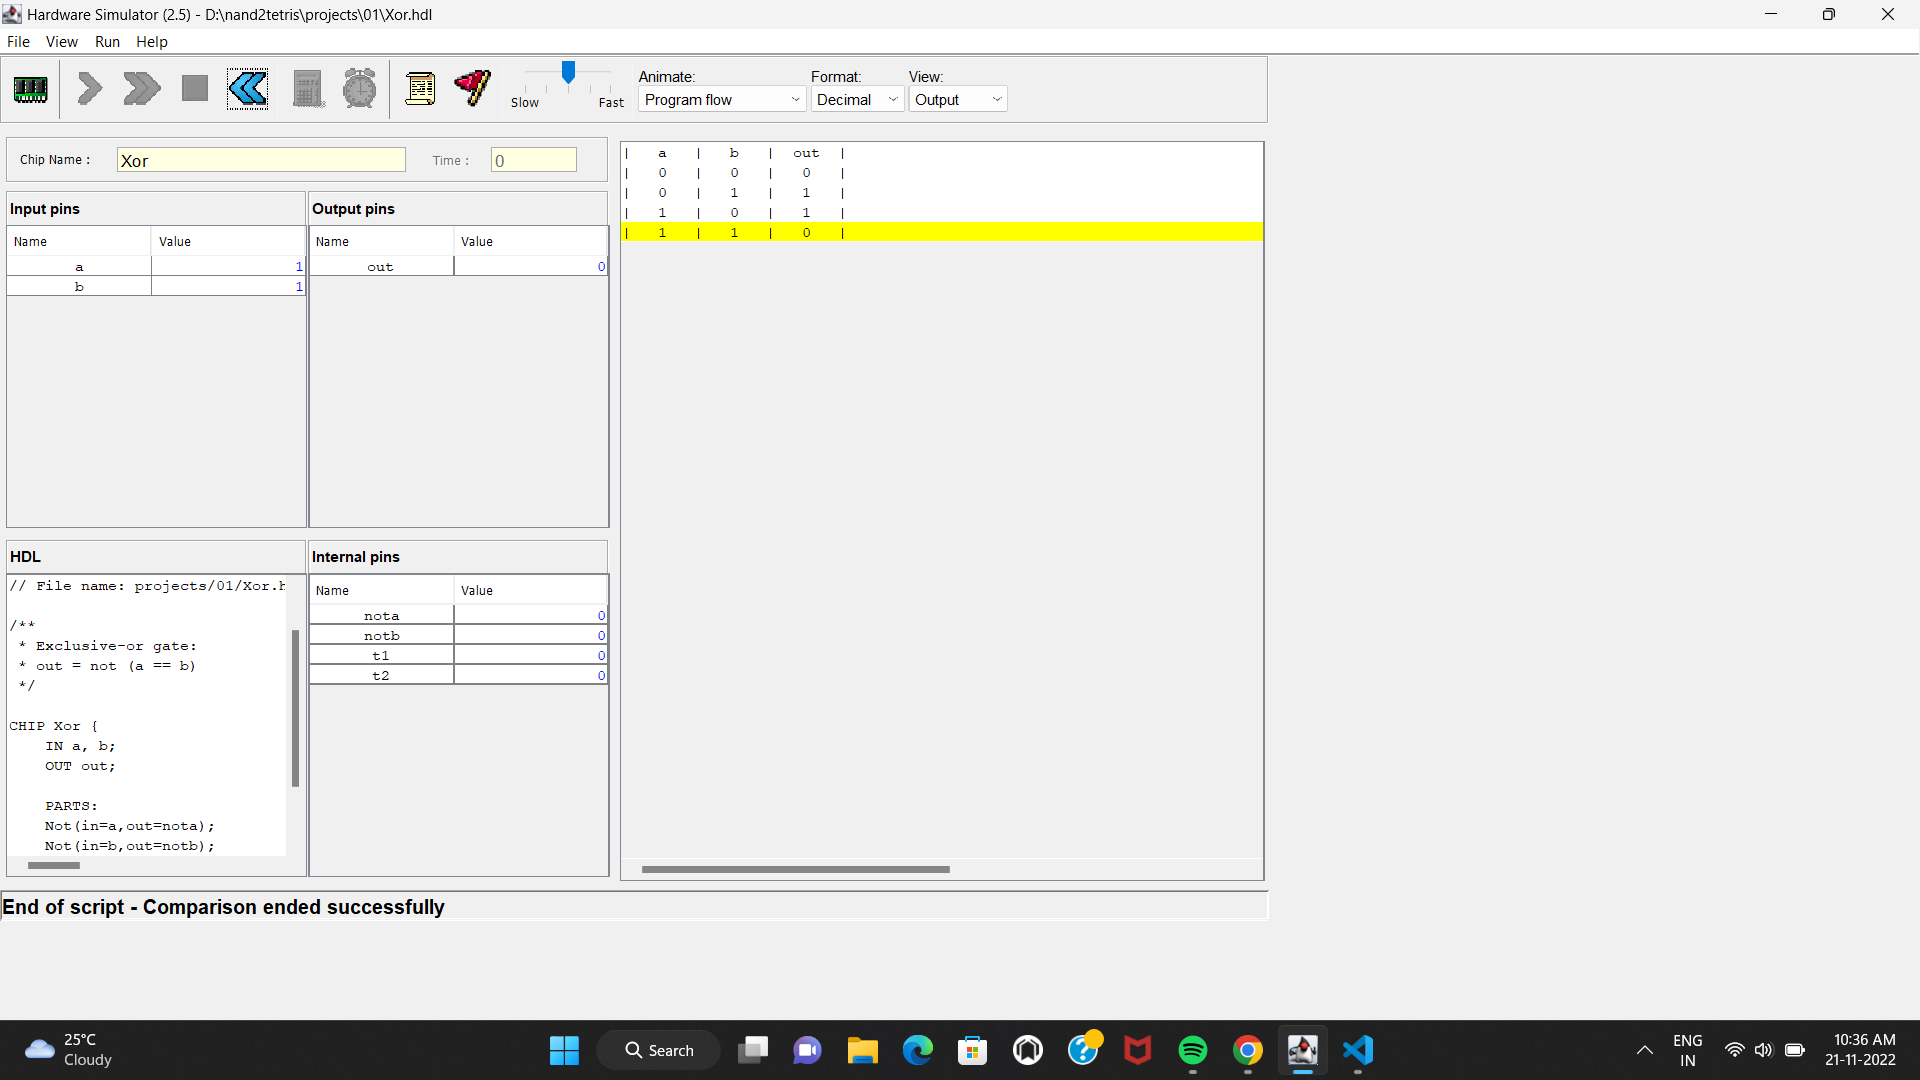 Hardware Simulator (2.5) - D:\nand2tetris\projects\01\Xor.hdl
File View Run Help
Slow Fast
Animate: Format: View:
Program flow Decimal Output
Chip Name : Xor Time : 0
Input pins
Name Value
a 1
b 1
Output pins
Name Value
out 0
| a | b | out |
| 0 | 0 | 0 |
| 0 | 1 | 1 |
| 1 | 0 | 1 |
| 1 | 1 | 0 |
HDL
// File name: projects/01/Xor.h
/**
* Exclusive-or gate:
* out = not (a == b)
*/
CHIP Xor {
IN a, b;
OUT out;
PARTS:
Not(in=a,out=nota);
Not(in=b,out=notb);
Internal pins
Name Value
nota 0
notb 0
t1 0
t2 0
End of script - Comparison ended successfully
25°C
Cloudy
Search
ENG
IN
10:36 AM
21-11-2022